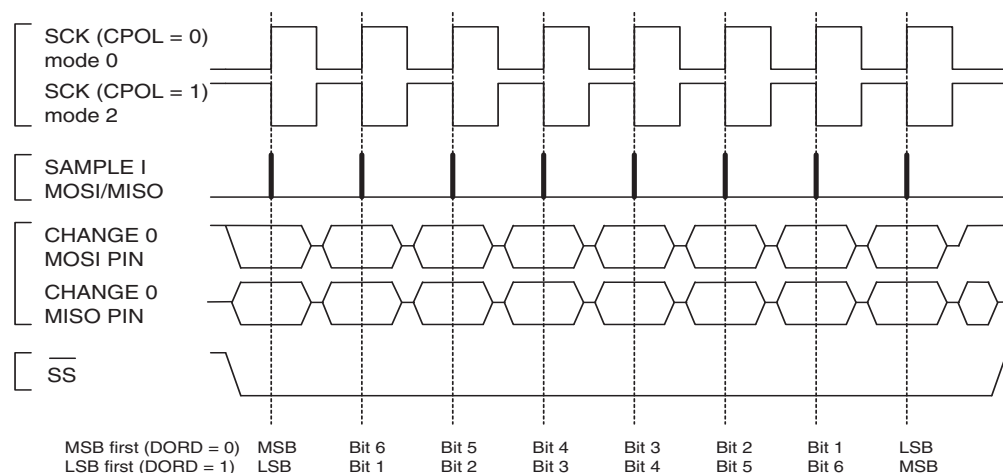 SCK (CPOL = 0)
mode 0
SCK (CPOL = 1)
mode 2
SAMPLE I
MOSI/MISO
CHANGE 0
MOSI PIN
CHANGE 0
MISO PIN
SS
MSB first (DORD = 0) MSB Bit 6 Bit 5 Bit 4 Bit 3 Bit 2 Bit 1 LSB
LSB first (DORD = 1) LSB Bit 1 Bit 2 Bit 3 Bit 4 Bit 5 Bit 6 MSB